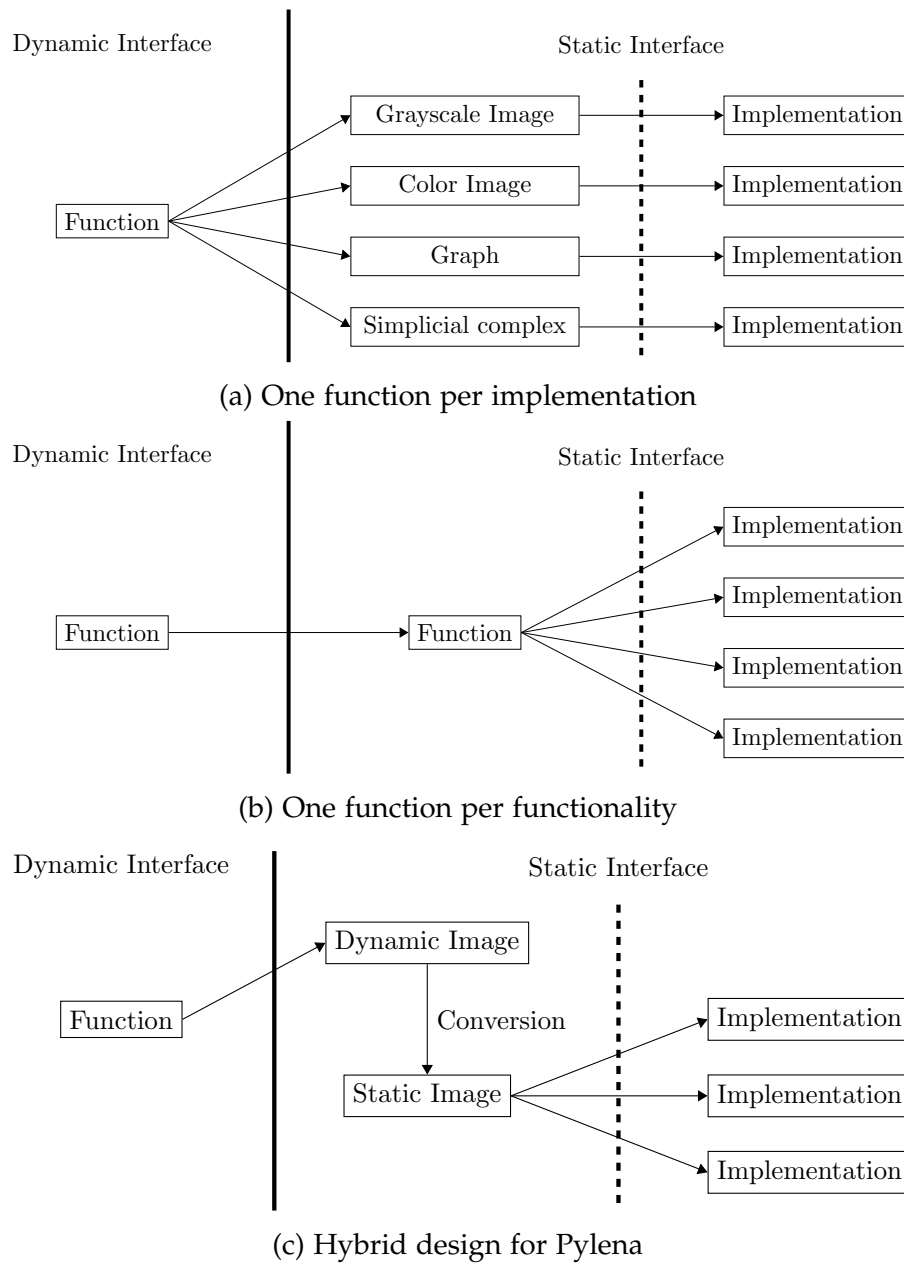 Dynamic Interface
Static Interface
Grayscale Image
Implementation
Color Image
Implementation
Function
Graph
Implementation
Simplicial complex
Implementation
(a) One function per implementation
Dynamic Interface
Static Interface
Implementation
Implementation
Function
Function
Implementation
Implementation
(b) One function per functionality
Dynamic Interface
Static Interface
Dynamic Image
Function
Conversion
Implementation
Static Image
Implementation
Implementation
(c) Hybrid design for Pylena